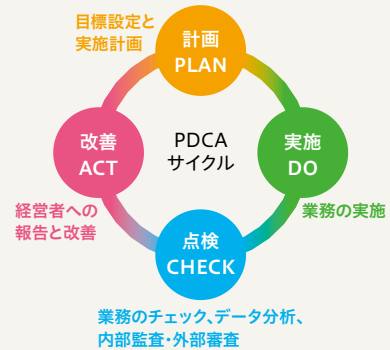 目標設定と
実施計画
計画
PLAN
改善
ACT
PDCA
サイクル
実施
DO
経営者への
報告と改善
業務の実施
点検
CHECK
業務のチェック、データ分析、
内部監査・外部審査